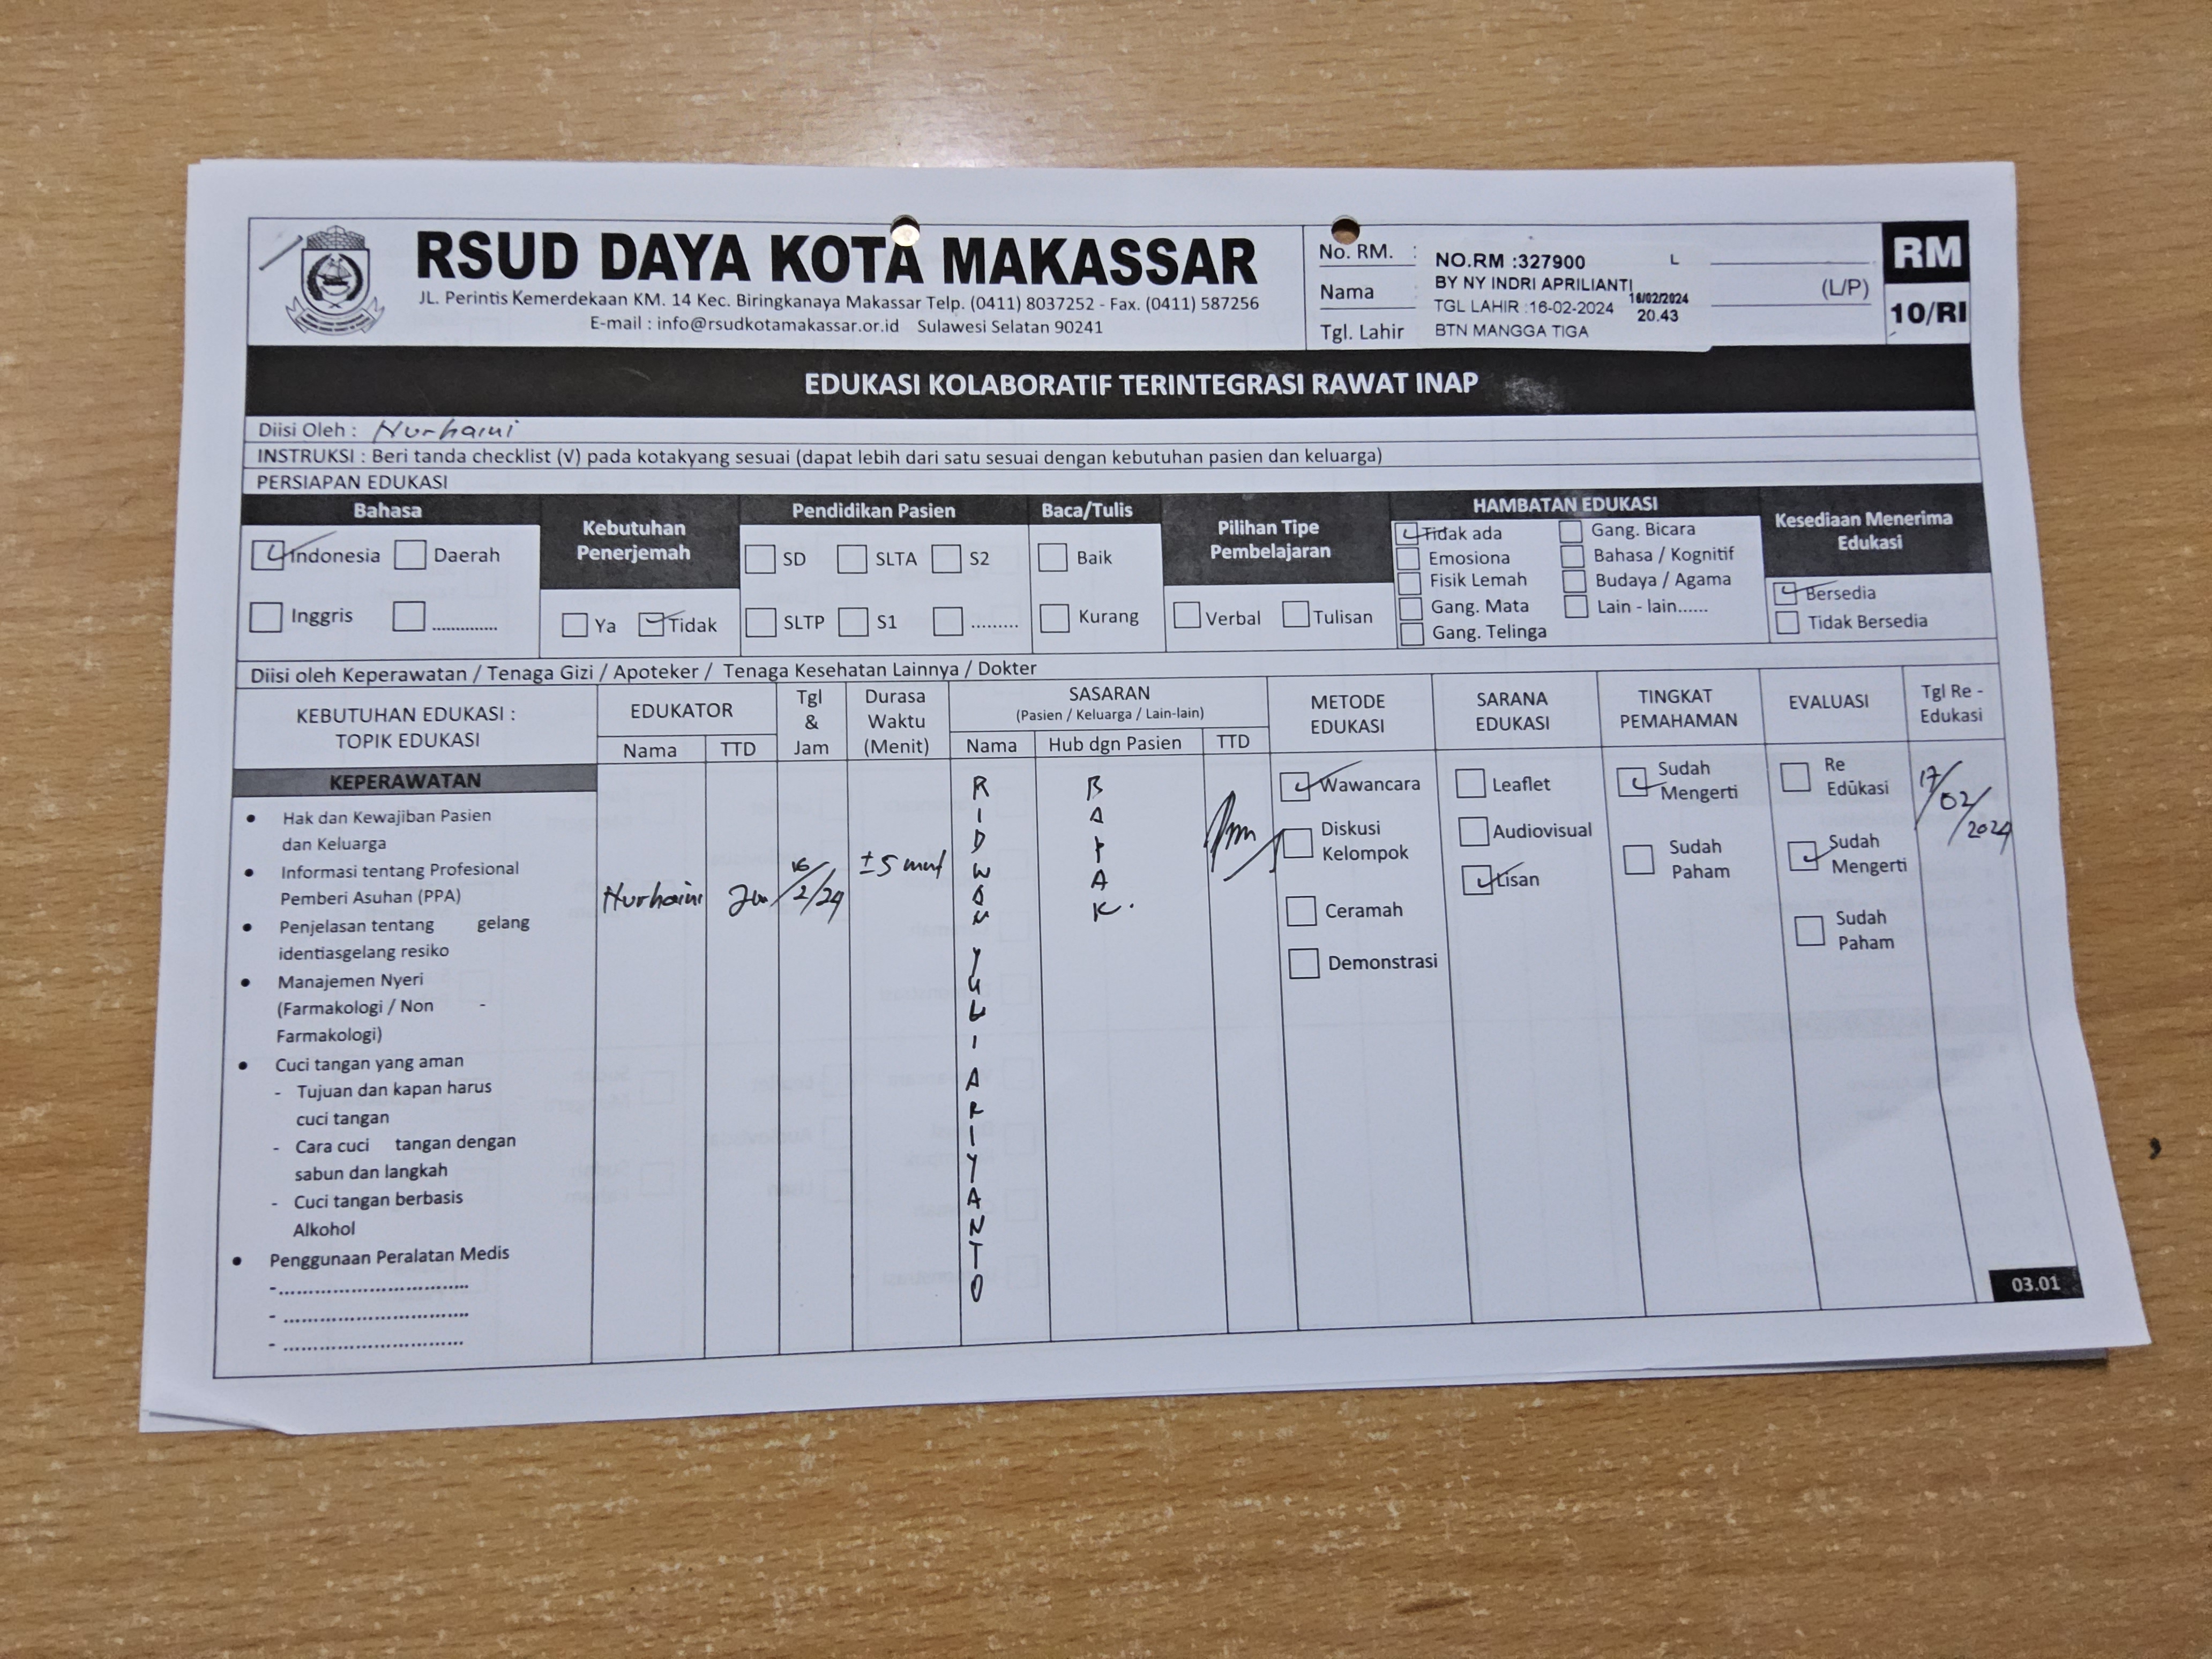 RSUD DAYA KOTA MAKASSAR
JL. Perintis Kemerdekaan KM. 14 Kec. Biringkanaya Makassar Telp. (0411) 8037252 - Fax. (0411) 587256
E-mail : info@rsudkotamakassar.or.id Sulawesi Selatan 90241
No. RM. :
Nama
Tgl. Lahir
NO.RM :327900 L
BY NY INDRI APRILIANTI
TGL LAHIR :16-02-2024
16/02/2024
20.43
BTN MANGGA TIGA
(L/P)
RM
10/RI
EDUKASI KOLABORATIF TERINTEGRASI RAWAT INAP
Diisi Oleh : Nurhaini
INSTRUKSI : Beri tanda checklist (√) pada kotakyang sesuai (dapat lebih dari satu sesuai dengan kebutuhan pasien dan keluarga)
PERSIAPAN EDUKASI
Bahasa
Indonesia Daerah
Inggris .............
Kebutuhan
Penerjemah
Ya Tidak
Pendidikan Pasien
SD SLTA S2
SLTP S1 .........
Baca/Tulis
Baik
Kurang
Pilihan Tipe
Pembelajaran
Verbal Tulisan
HAMBATAN EDUKASI
Tidak ada Gang. Bicara
Emosiona Bahasa / Kognitif
Fisik Lemah Budaya / Agama
Gang. Mata Lain - lain......
Gang. Telinga
Kesediaan Menerima
Edukasi
Bersedia
Tidak Bersedia
Diisi oleh Keperawatan / Tenaga Gizi / Apoteker / Tenaga Kesehatan Lainnya / Dokter
KEBUTUHAN EDUKASI :
TOPIK EDUKASI
EDUKATOR
Nama TTD
Tgl
&
Jam
Durasa
Waktu
(Menit)
SASARAN
(Pasien / Keluarga / Lain-lain)
Nama Hub dgn Pasien TTD
METODE
EDUKASI
SARANA
EDUKASI
TINGKAT
PEMAHAMAN
EVALUASI
Tgl Re -
Edukasi
KEPERAWATAN
• Hak dan Kewajiban Pasien
dan Keluarga
• Informasi tentang Profesional
Pemberi Asuhan (PPA)
• Penjelasan tentang gelang
identiasgelang resiko
• Manajemen Nyeri
(Farmakologi / Non -
Farmakologi)
• Cuci tangan yang aman
- Tujuan dan kapan harus
cuci tangan
- Cara cuci tangan dengan
sabun dan langkah
- Cuci tangan berbasis
Alkohol
• Penggunaan Peralatan Medis
-.............................
- ............................
- ............................
Nurhaini
16/2/24
±5 mnt
RIDWAN YULI ARIYANTO
BAPAK.
Wawancara
Diskusi
Kelompok
Ceramah
Demonstrasi
Leaflet
Audiovisual
Lisan
Sudah
Mengerti
Sudah
Paham
Re
Edukasi
Sudah
Mengerti
Sudah
Paham
17/02/2024
03.01